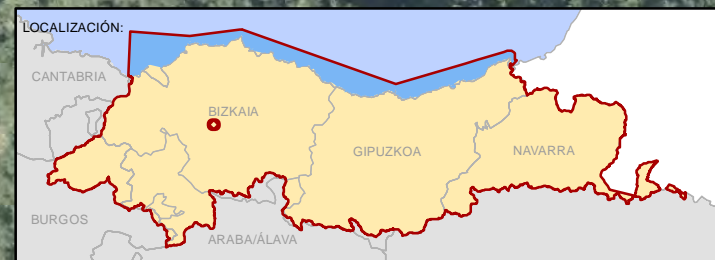 LOCALIZACIÓN:
CANTABRIA
BIZKAIA
GIPUZKOA
NAVARRA
BURGOS
ARABA/ÁLAVA